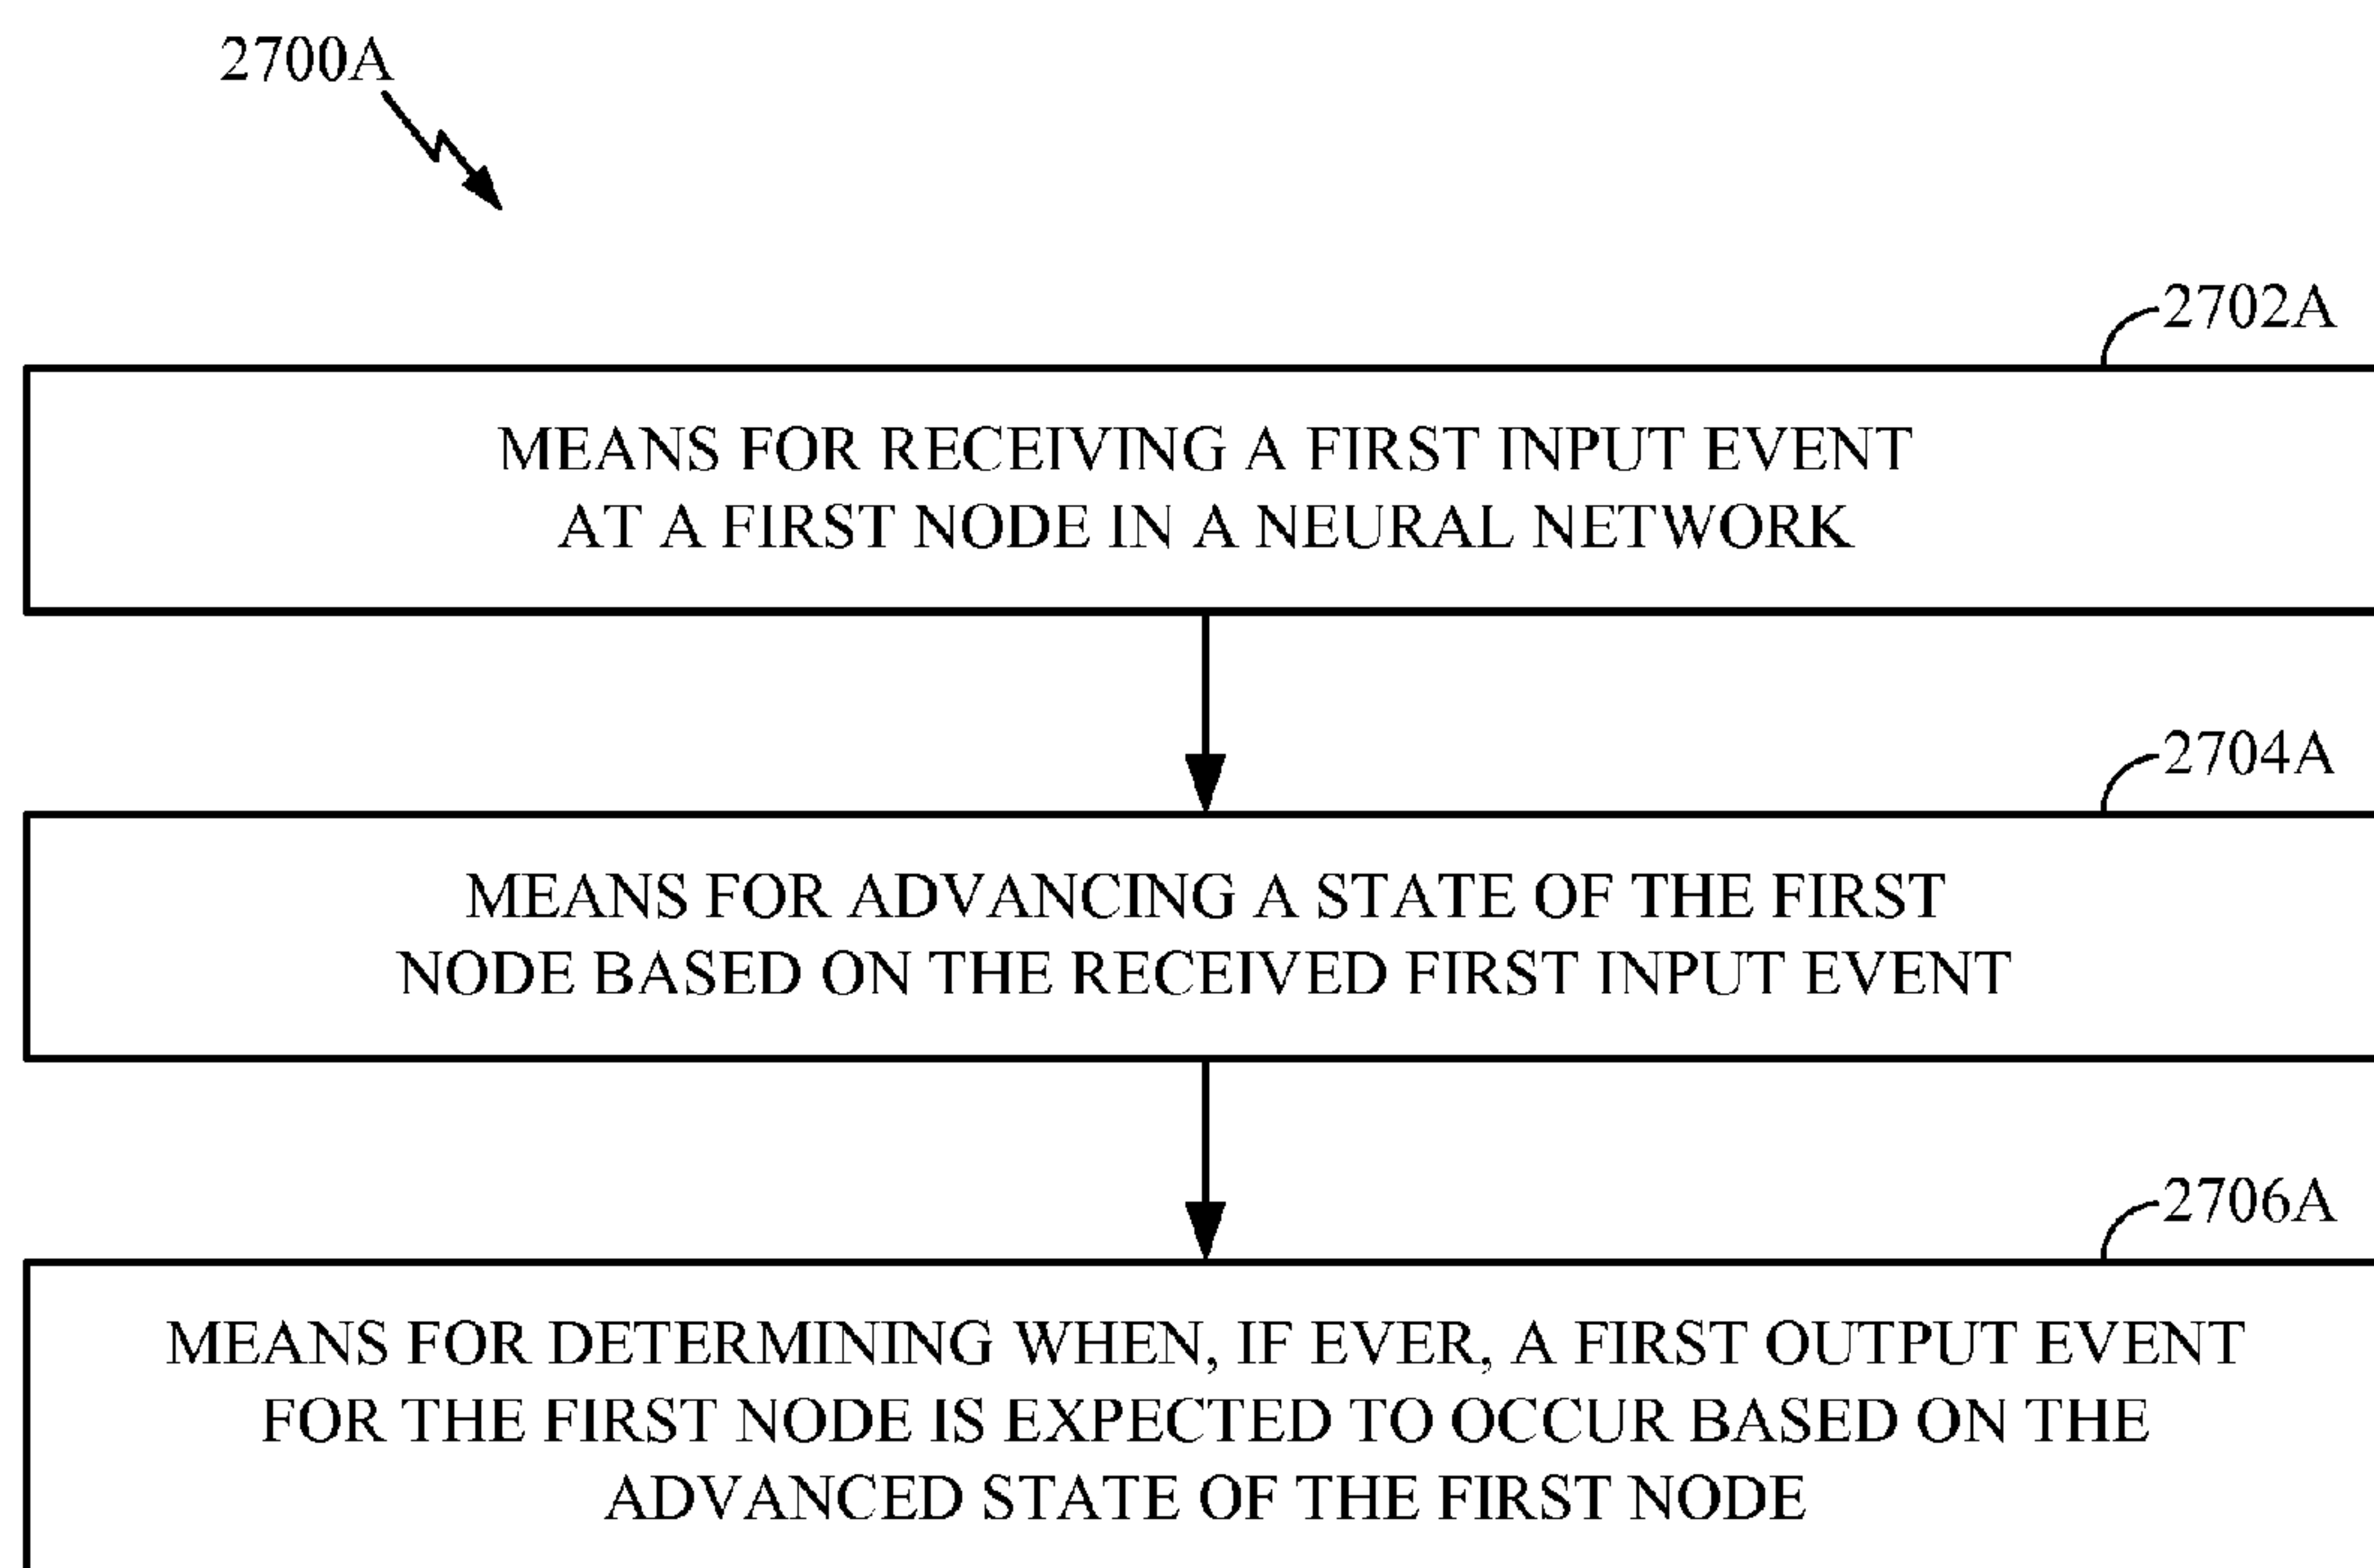 2700A
2702A
MEANS FOR RECEIVING A FIRST INPUT EVENT
AT A FIRST NODE IN A NEURAL NETWORK
2704A
MEANS FOR ADVANCING A STATE OF THE FIRST
NODE BASED ON THE RECEIVED FIRST INPUT EVENT
2706A
MEANS FOR DETERMINING WHEN, IF EVER, A FIRST OUTPUT EVENT
FOR THE FIRST NODE IS EXPECTED TO OCCUR BASED ON THE
ADVANCED STATE OF THE FIRST NODE